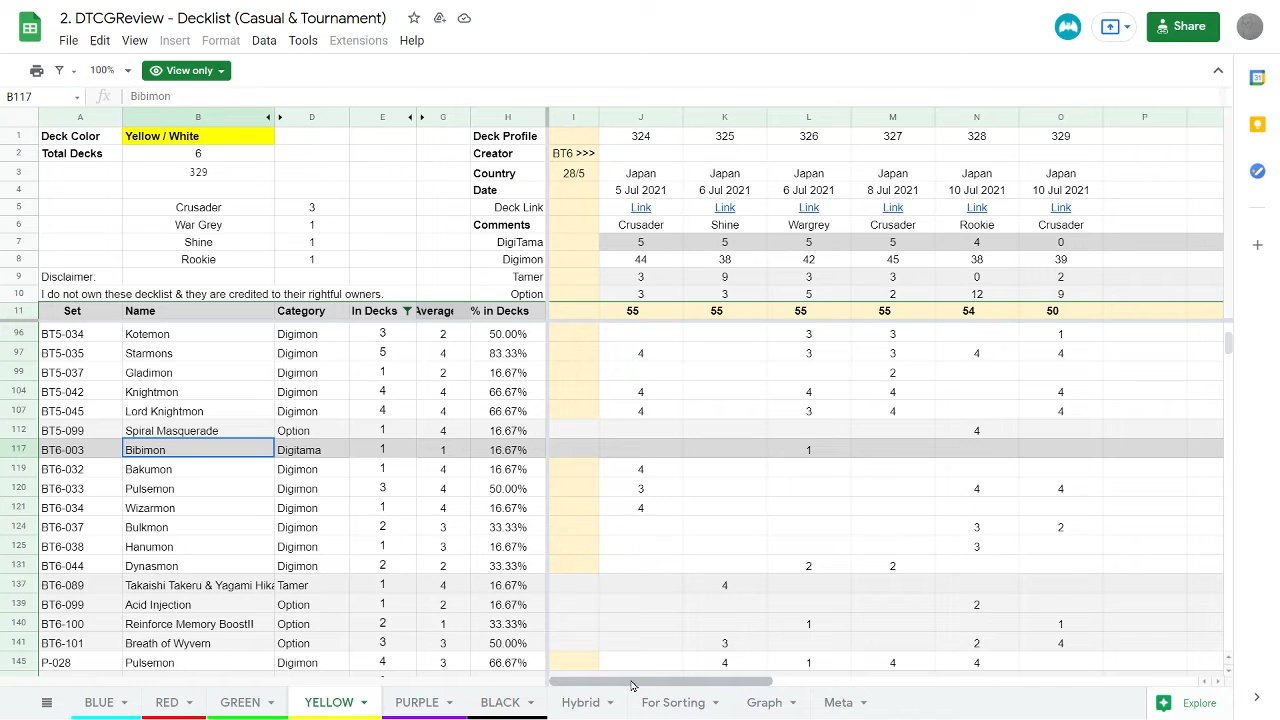 2. DTCGReview - Decklist (Casual & Tournament)
File Edit View Insert Format Data Tools Extensions Help
Share
100% View only
B117 fx Bibimon
A B D E G H I J K L M N O P
1 Deck Color Yellow / White Deck Profile 324 325 326 327 328 329
2 Total Decks 6 Creator BT6 >>>
3 329 Country 28/5 Japan Japan Japan Japan Japan Japan
4 Date 5 Jul 2021 6 Jul 2021 6 Jul 2021 8 Jul 2021 10 Jul 2021 10 Jul 2021
5 Crusader 3 Deck Link Link Link Link Link Link Link
6 War Grey 1 Comments Crusader Shine Wargrey Crusader Rookie Crusader
7 Shine 1 DigiTama 5 5 5 5 4 0
8 Rookie 1 Digimon 44 38 42 45 38 39
9 Disclaimer: Tamer 3 9 3 3 0 2
10 I do not own these decklist & they are credited to their rightful owners. Option 3 3 5 2 12 9
11 Set Name Category In Decks Average % in Decks 55 55 55 55 54 50
96 BT5-034 Kotemon Digimon 3 2 50.00% 3 3 1
97 BT5-035 Starmons Digimon 5 4 83.33% 4 3 3 4 4
99 BT5-037 Gladimon Digimon 1 2 16.67% 2
104 BT5-042 Knightmon Digimon 4 4 66.67% 4 4 4 4
107 BT5-045 Lord Knightmon Digimon 4 4 66.67% 4 3 4 4
112 BT5-099 Spiral Masquerade Option 1 4 16.67% 4
117 BT6-003 Bibimon Digitama 1 1 16.67% 1
119 BT6-032 Bakumon Digimon 1 4 16.67% 4
120 BT6-033 Pulsemon Digimon 3 4 50.00% 3 4 4
121 BT6-034 Wizarmon Digimon 1 4 16.67% 4
124 BT6-037 Bulkmon Digimon 2 3 33.33% 3 2
125 BT6-038 Hanumon Digimon 1 3 16.67% 3
131 BT6-044 Dynasmon Digimon 2 2 33.33% 2 2
137 BT6-089 Takaishi Takeru & Yagami Hika Tamer 1 4 16.67% 4
139 BT6-099 Acid Injection Option 1 2 16.67% 2
140 BT6-100 Reinforce Memory Boost!! Option 2 1 33.33% 1 1
141 BT6-101 Breath of Wyvern Option 3 3 50.00% 3 2 4
145 P-028 Pulsemon Digimon 4 3 66.67% 4 1 4 4
BLUE RED GREEN YELLOW PURPLE BLACK Hybrid For Sorting Graph Meta Explore